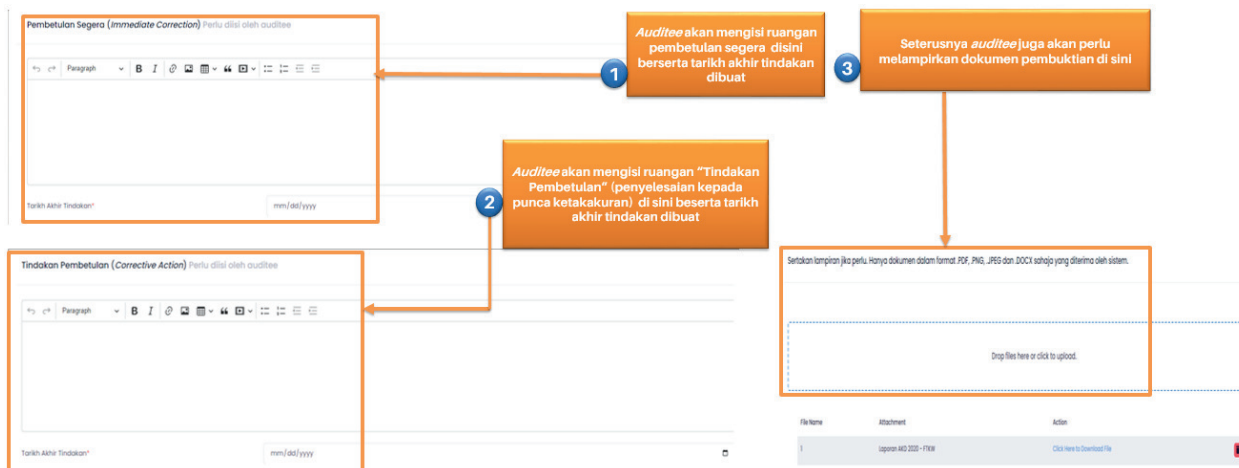 Pembetulan Segera (Immediate Correction) Perlu diisi oleh auditee
Paragraph
B I
Tarikh Akhir Tindakan*
mm/dd/yyyy
1
Auditee akan mengisi ruangan
pembetulan segera disini
berserta tarikh akhir tindakan
dibuat
2
Auditee akan mengisi ruangan “Tindakan
Pembetulan” (penyelesaian kepada
punca ketakakuran) di sini beserta tarikh
akhir tindakan dibuat
Tindakan Pembetulan (Corrective Action) Perlu diisi oleh auditee
Paragraph
B I
Tarikh Akhir Tindakan*
mm/dd/yyyy
3
Seterusnya auditee juga akan perlu
melampirkan dokumen pembuktian di sini
Sertakan lampiran jika perlu. Hanya dokumen dalam format .PDF, .PNG, .JPEG dan .DOCX sahaja yang diterima oleh sistem.
Drop files here or click to upload.
File Name Attachment Action
1 Laporan AKD 2020 - FTKW Click Here to Download File